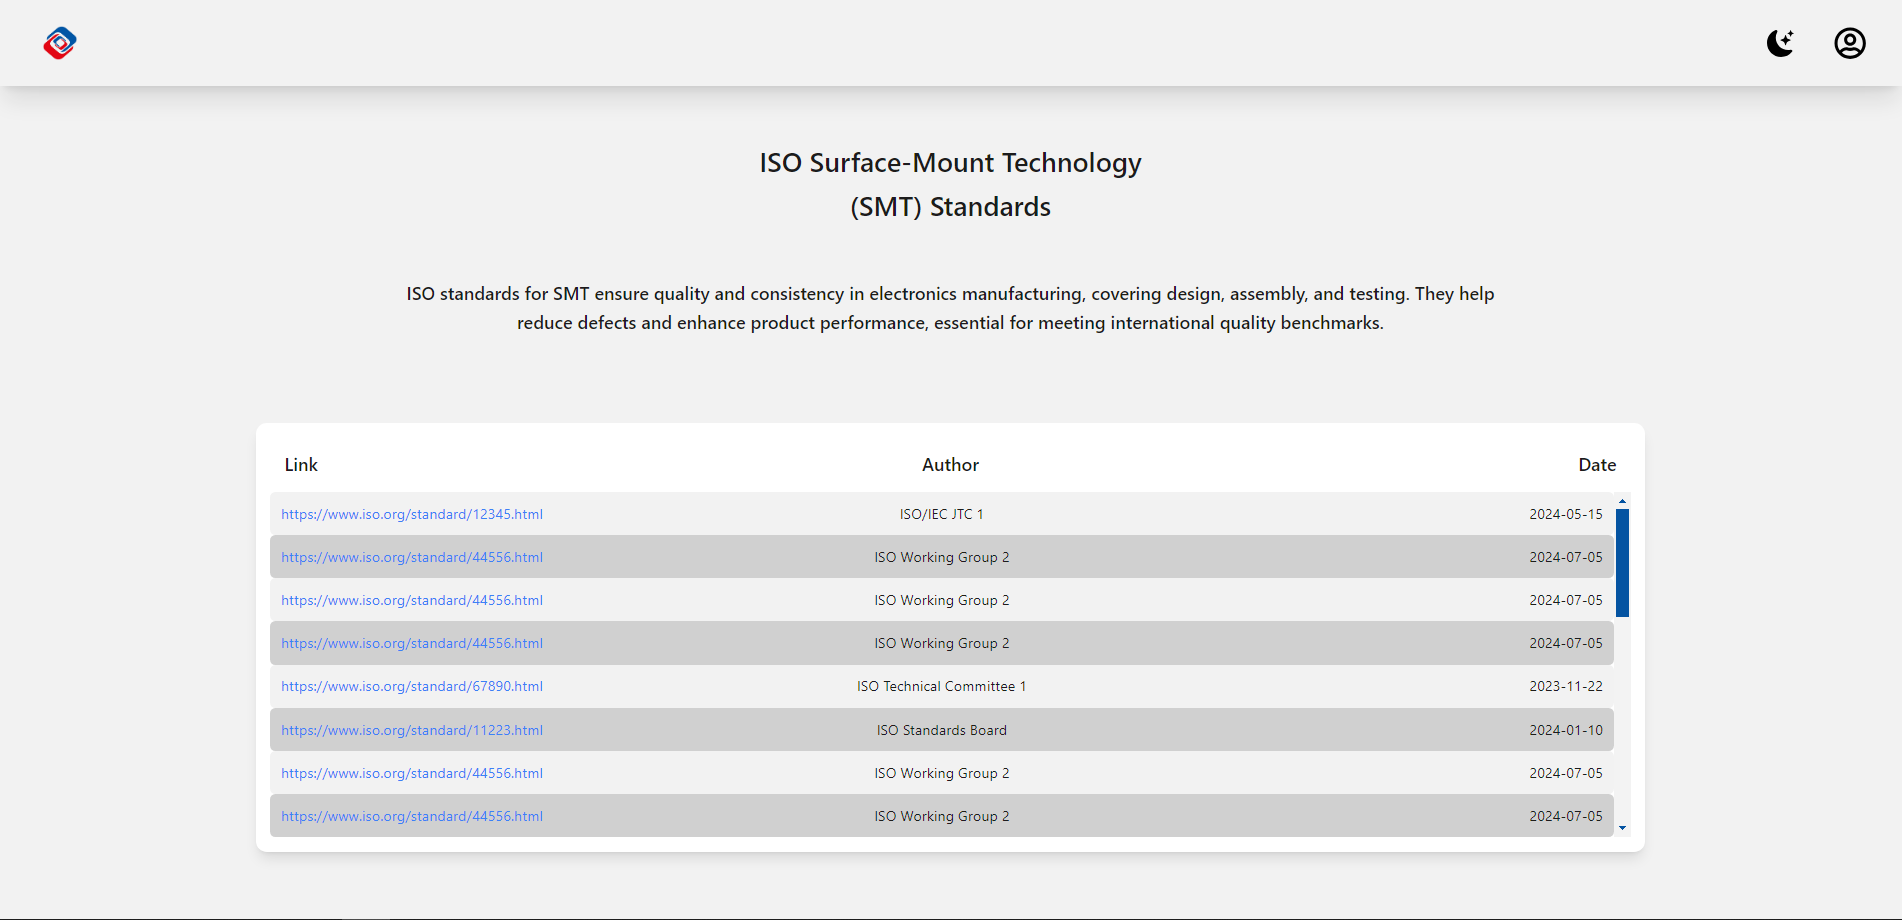 ISO Surface-Mount Technology
(SMT) Standards
ISO standards for SMT ensure quality and consistency in electronics manufacturing, covering design, assembly, and testing. They help
reduce defects and enhance product performance, essential for meeting international quality benchmarks.
Link Author Date
https://www.iso.org/standard/12345.html ISO/IEC JTC 1 2024-05-15
https://www.iso.org/standard/44556.html ISO Working Group 2 2024-07-05
https://www.iso.org/standard/44556.html ISO Working Group 2 2024-07-05
https://www.iso.org/standard/44556.html ISO Working Group 2 2024-07-05
https://www.iso.org/standard/67890.html ISO Technical Committee 1 2023-11-22
https://www.iso.org/standard/11223.html ISO Standards Board 2024-01-10
https://www.iso.org/standard/44556.html ISO Working Group 2 2024-07-05
https://www.iso.org/standard/44556.html ISO Working Group 2 2024-07-05